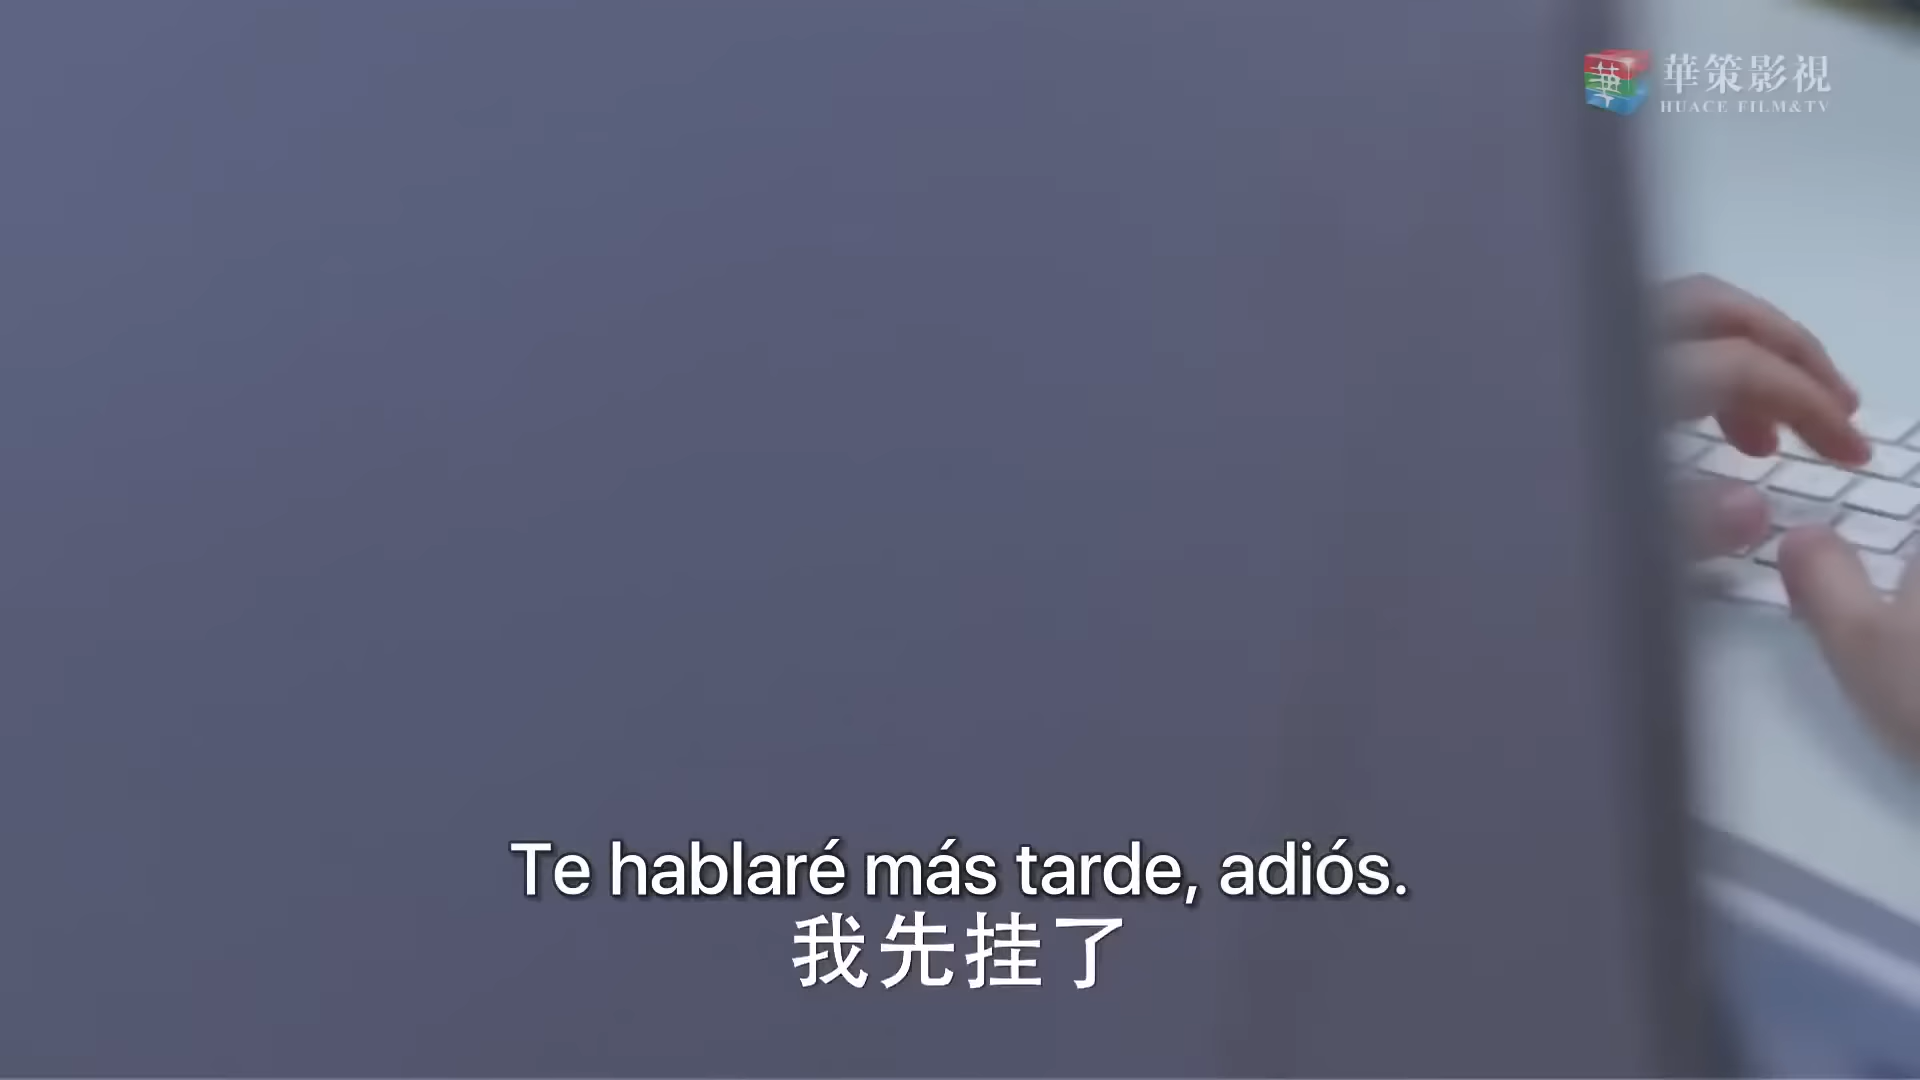 華策影視
HUACE FILM&TV
Te hablaré más tarde, adiós.
我先挂了